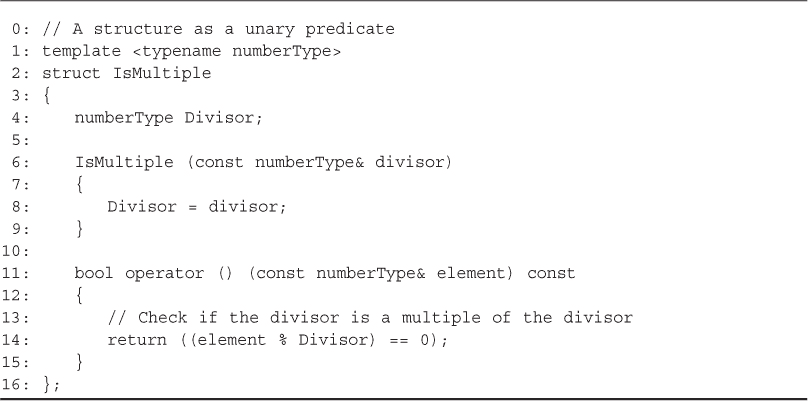 0: // A structure as a unary predicate
1: template <typename numberType>
2: struct IsMultiple
3: {
4:    numberType Divisor;
5:
6:    IsMultiple (const numberType& divisor)
7:    {
8:       Divisor = divisor;
9:    }
10:
11:    bool operator () (const numberType& element) const
12:    {
13:       // Check if the divisor is a multiple of the divisor
14:       return ((element % Divisor) == 0);
15:    }
16: };